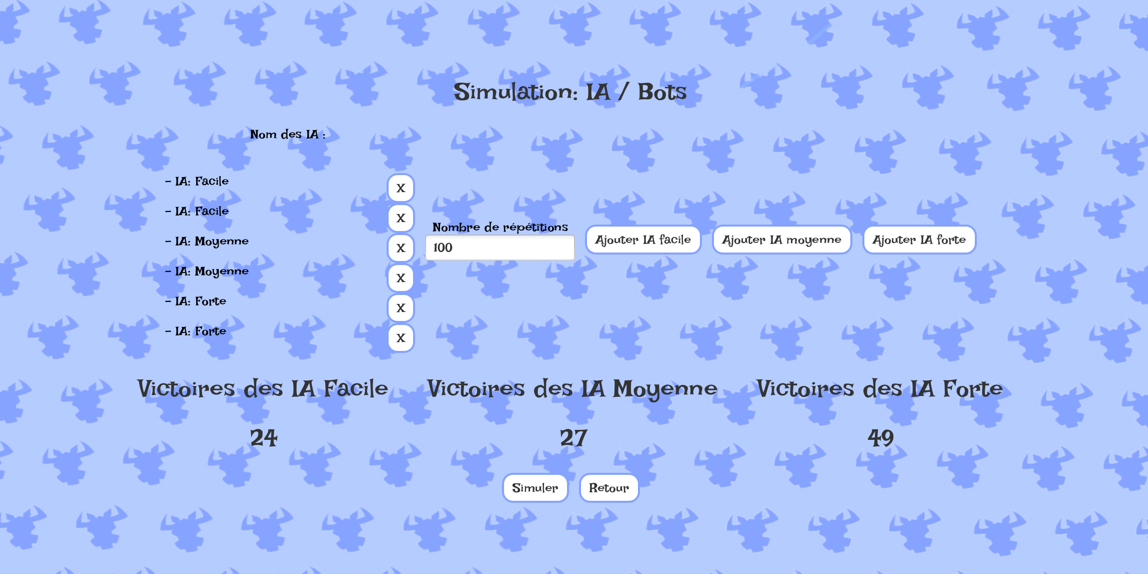 Simulation: IA / Bots
Nom des IA :
- IA: Facile
X
- IA: Facile
X
- IA: Moyenne
X
- IA: Moyenne
X
- IA: Forte
X
- IA: Forte
X
Nombre de répétitions
100
Ajouter IA facile
Ajouter IA moyenne
Ajouter IA forte
Victoires des IA Facile
Victoires des IA Moyenne
Victoires des IA Forte
24
27
49
Simuler
Retour